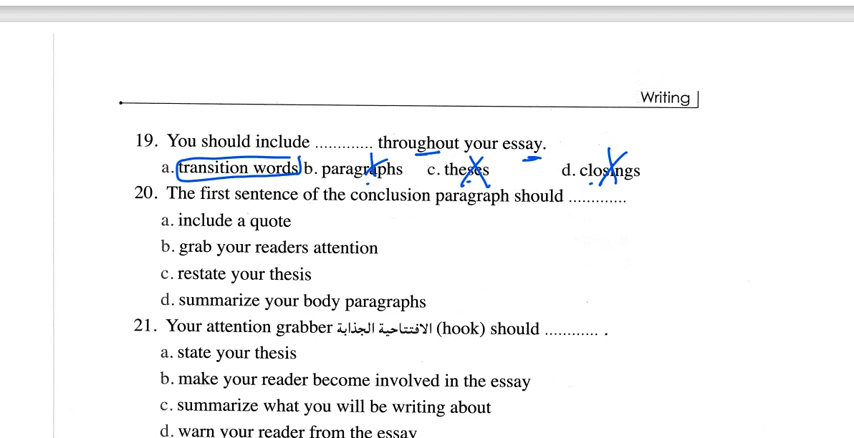 Writing
19. You should include ............ throughout your essay.
a. transition words b. paragraphs c. theses d. closings
20. The first sentence of the conclusion paragraph should .............
a. include a quote
b. grab your readers attention
c. restate your thesis
d. summarize your body paragraphs
21. Your attention grabber الافتتاحية الجذابة (hook) should ............ .
a. state your thesis
b. make your reader become involved in the essay
c. summarize what you will be writing about
d. warn your reader from the essay